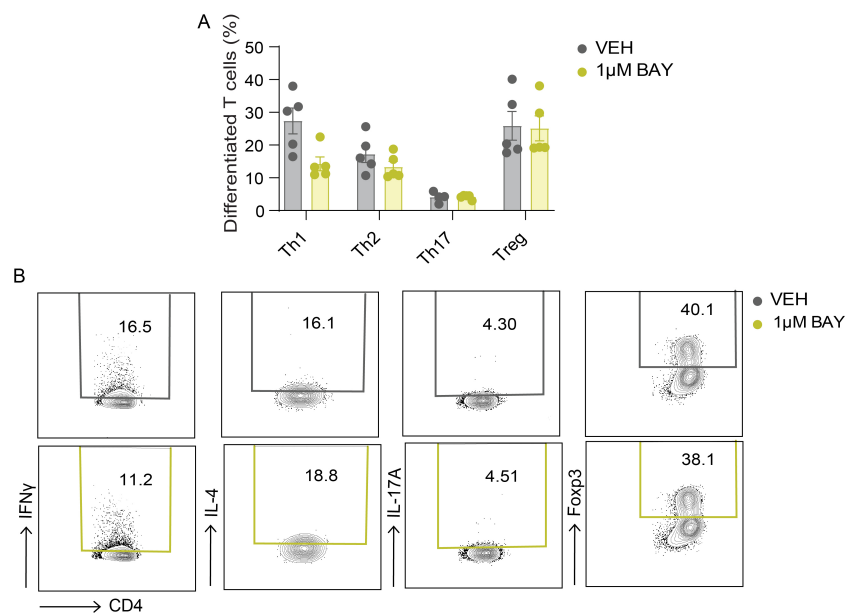 A
Differentiated T cells (%)
50
40
30
20
10
0
Th1
Th2
Th17
Treg
VEH
1µM BAY
B
16.5
16.1
4.30
40.1
VEH
1µM BAY
11.2
18.8
4.51
38.1
IFNγ
IL-4
IL-17A
Foxp3
CD4